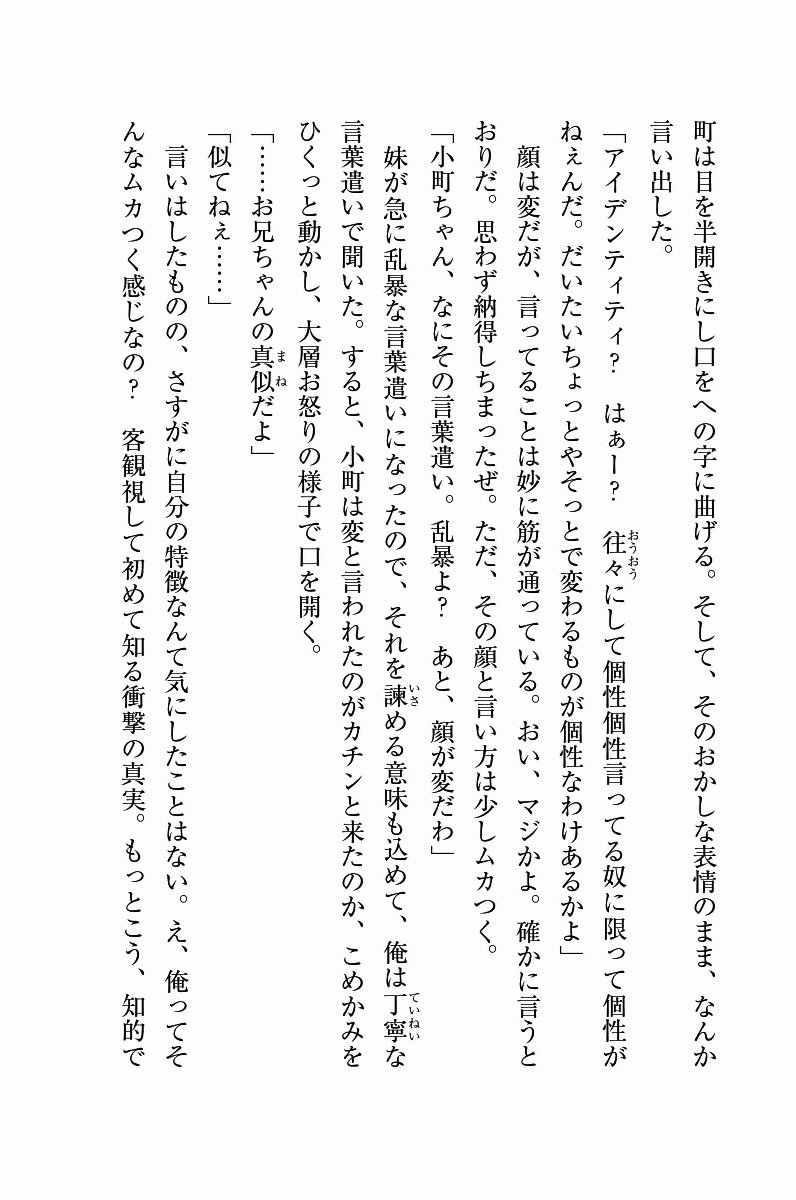 町は目を半開きにし口をへの字に曲げる。そして、そのおかしな表情のまま、なんか
言い出した。
「アイデンティティ？　はぁー？　往々にして個性個性言ってる奴に限って個性が
ねぇんだ。だいたいちょっとやそっとで変わるものが個性なわけあるかよ」
　顔は変だが、言ってることは妙に筋が通っている。おい、マジかよ。確かに言うと
おりだ。思わず納得しちまったぜ。ただ、その顔と言い方は少しムカつく。
「小町ちゃん、なにその言葉遣い。乱暴よ？　あと、顔が変だわ」
　妹が急に乱暴な言葉遣いになったので、それを諫める意味も込めて、俺は丁寧な
言葉遣いで聞いた。すると、小町は変と言われたのがカチンと来たのか、こめかみを
ひくっと動かし、大層お怒りの様子で口を開く。
「……お兄ちゃんの真似だよ」
「似てねぇ……」
　言いはしたものの、さすがに自分の特徴なんて気にしたことはない。え、俺ってそ
んなムカつく感じなの？　客観視して初めて知る衝撃の真実。もっとこう、知的で